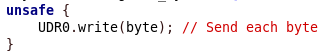 unsafe {
    UDR0.write(byte); // Send each byte
}